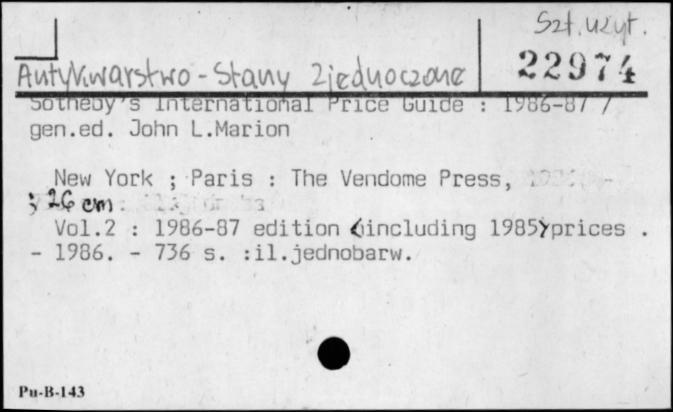 Szt. użyt.
22974
Antykwarstwo - Stany Zjednoczone
Sotheby's International Price Guide : 1986-87 /
gen.ed. John L.Marion
New York ; Paris : The Vendome Press,
; 26 cm
Vol.2 : 1986-87 edition (including 1985) prices .
- 1986. - 736 s. :il.jednobarw.
Pu-B-143